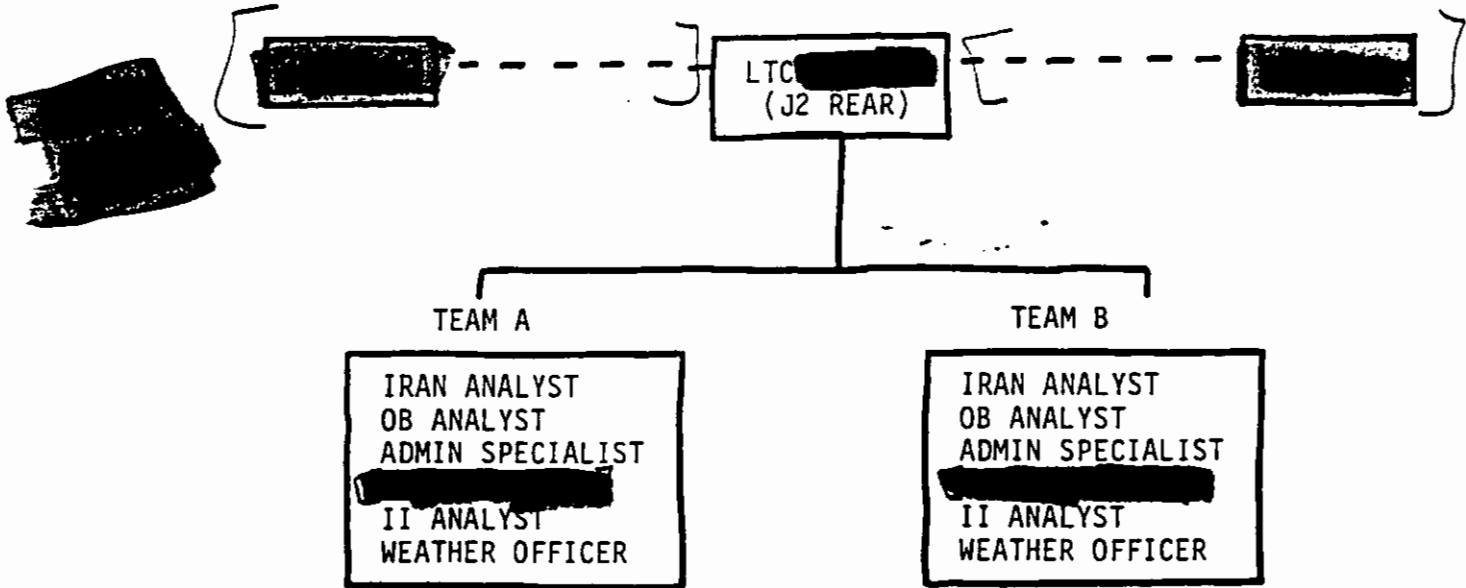 LTC
(J2 REAR)
TEAM A
IRAN ANALYST
OB ANALYST
ADMIN SPECIALIST
II ANALYST
WEATHER OFFICER
TEAM B
IRAN ANALYST
OB ANALYST
ADMIN SPECIALIST
II ANALYST
WEATHER OFFICER